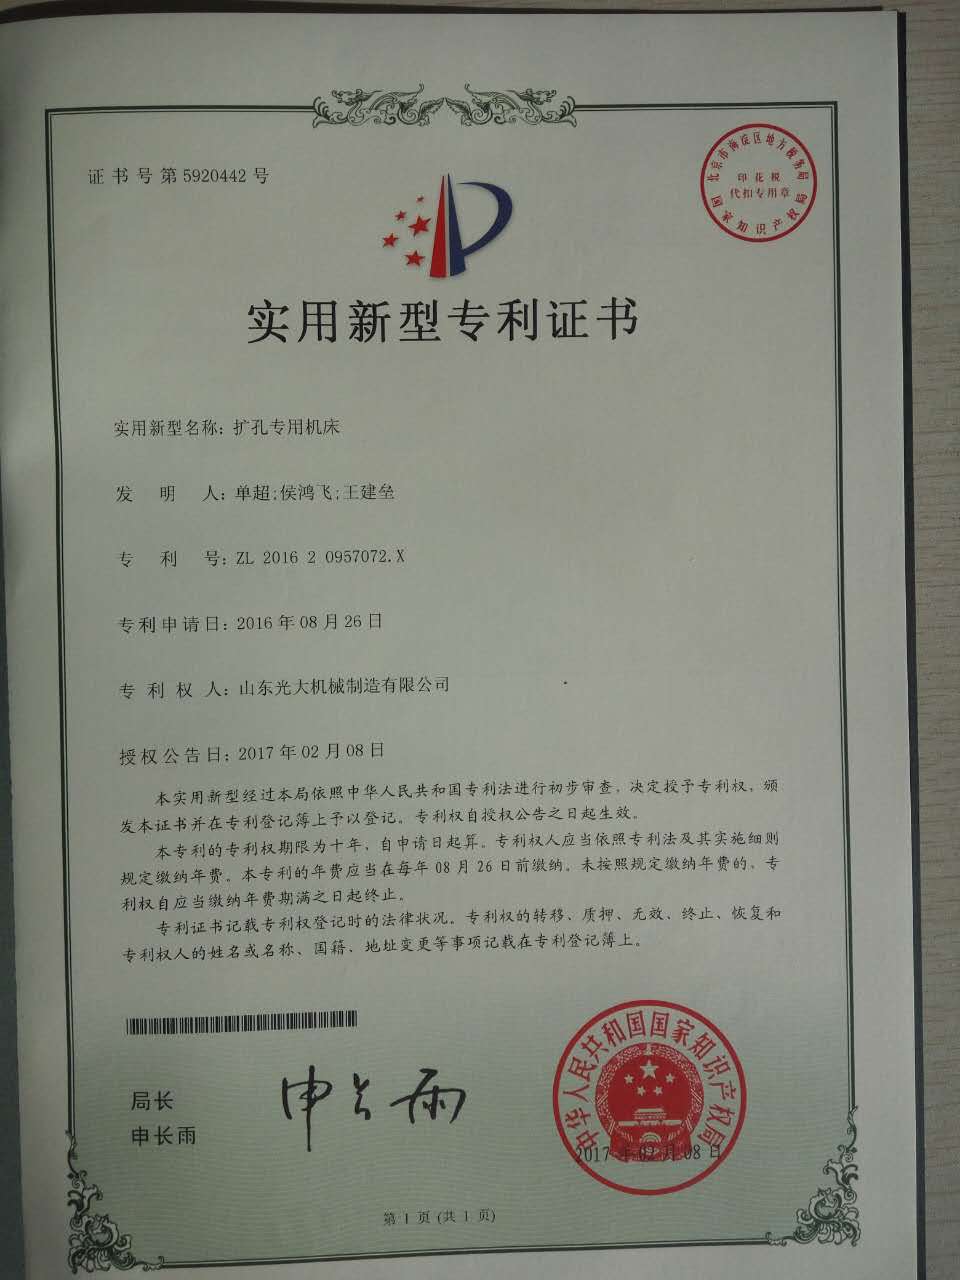 证书号第5920442号
北京市海淀区地方税务局
印花税
代扣专用章
国家知识产权局
实用新型专利证书
实用新型名称：扩孔专用机床
发明人：单超;侯鸿飞;王建垒
专利号：ZL 2016 2 0957072.X
专利申请日：2016年08月26日
专利权人：山东光大机械制造有限公司
授权公告日：2017年02月08日
本实用新型经过本局依照中华人民共和国专利法进行初步审查，决定授予专利权，颁
发本证书并在专利登记簿上予以登记。专利权自授权公告之日起生效。
本专利的专利权期限为十年，自申请日起算。专利权人应当依照专利法及其实施细则
规定缴纳年费。本专利的年费应当在每年08月26日前缴纳。未按照规定缴纳年费的，专
利权自应当缴纳年费期满之日起终止。
专利证书记载专利权登记时的法律状况。专利权的转移、质押、无效、终止、恢复和
专利权人的姓名或名称、国籍、地址变更等事项记载在专利登记簿上。
局长
申长雨
申长雨
中华人民共和国国家知识产权局
2017年02月08日
第1页(共1页)